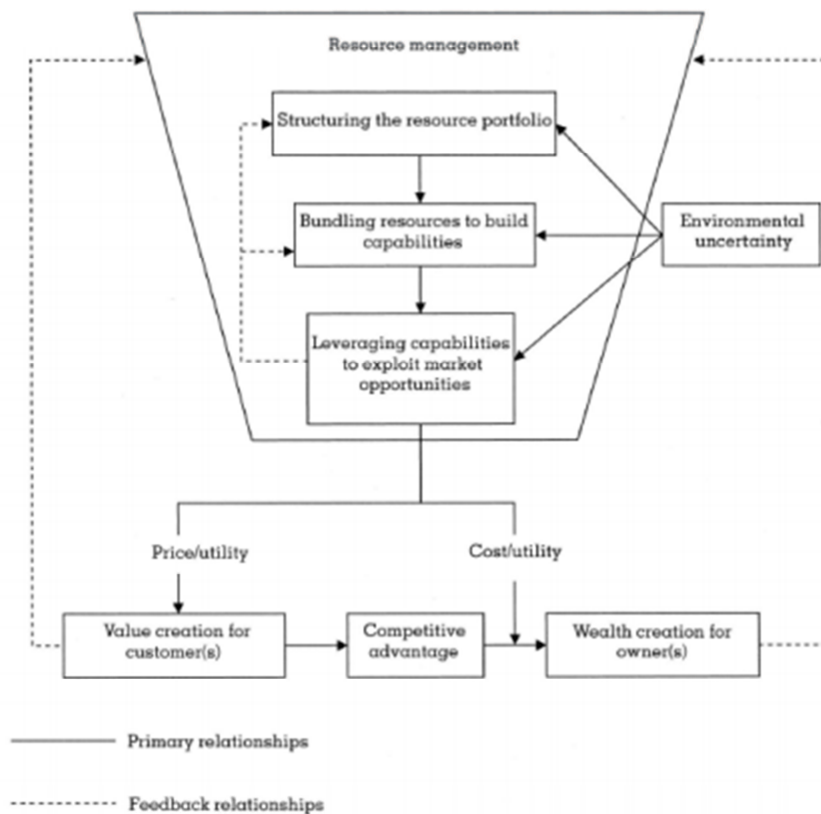 Resource management
Structuring the resource portfolio
Bundling resources to build
capabilities
Environmental
uncertainty
Leveraging capabilities
to exploit market
opportunities
Price/utility
Cost/utility
Value creation for
customer(s)
Competitive
advantage
Wealth creation for
owner(s)
Primary relationships
Feedback relationships